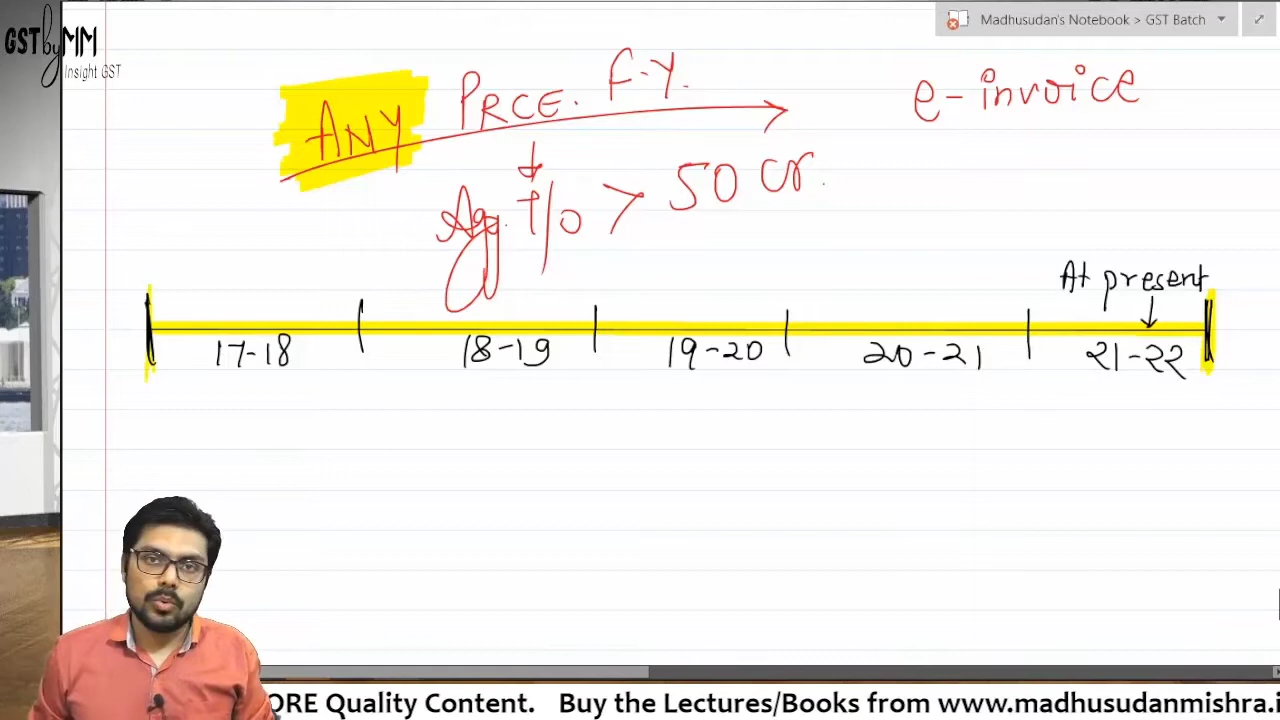 GST by MM
Insight GST
Madhusudan's Notebook > GST Batch
ANY PRCE. F.Y.
e-invoice
Agg. T/O > 50 Cr.
At present
17-18 18-19 19-20 20-21 21-22
ORE Quality Content. Buy the Lectures/Books from www.madhusudanmishra.i